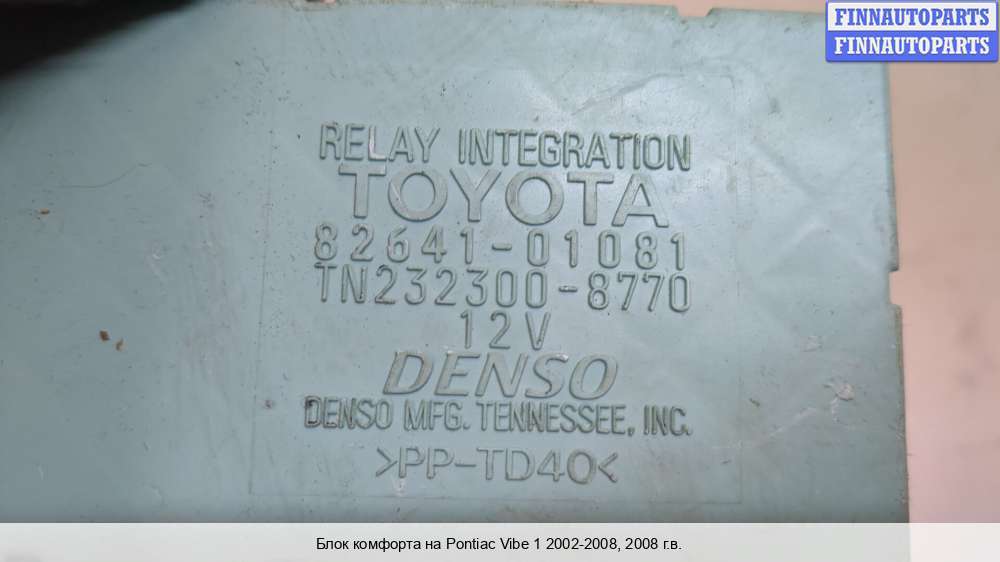 FINNAUTOPARTS
FINNAUTOPARTS
RELAY INTEGRATION
TOYOTA
82641-01081
TN232300-8770
12V
DENSO
DENSO MFG. TENNESSEE, INC.
>PP-TD40<
Блок комфорта на Pontiac Vibe 1 2002-2008, 2008 г.в.